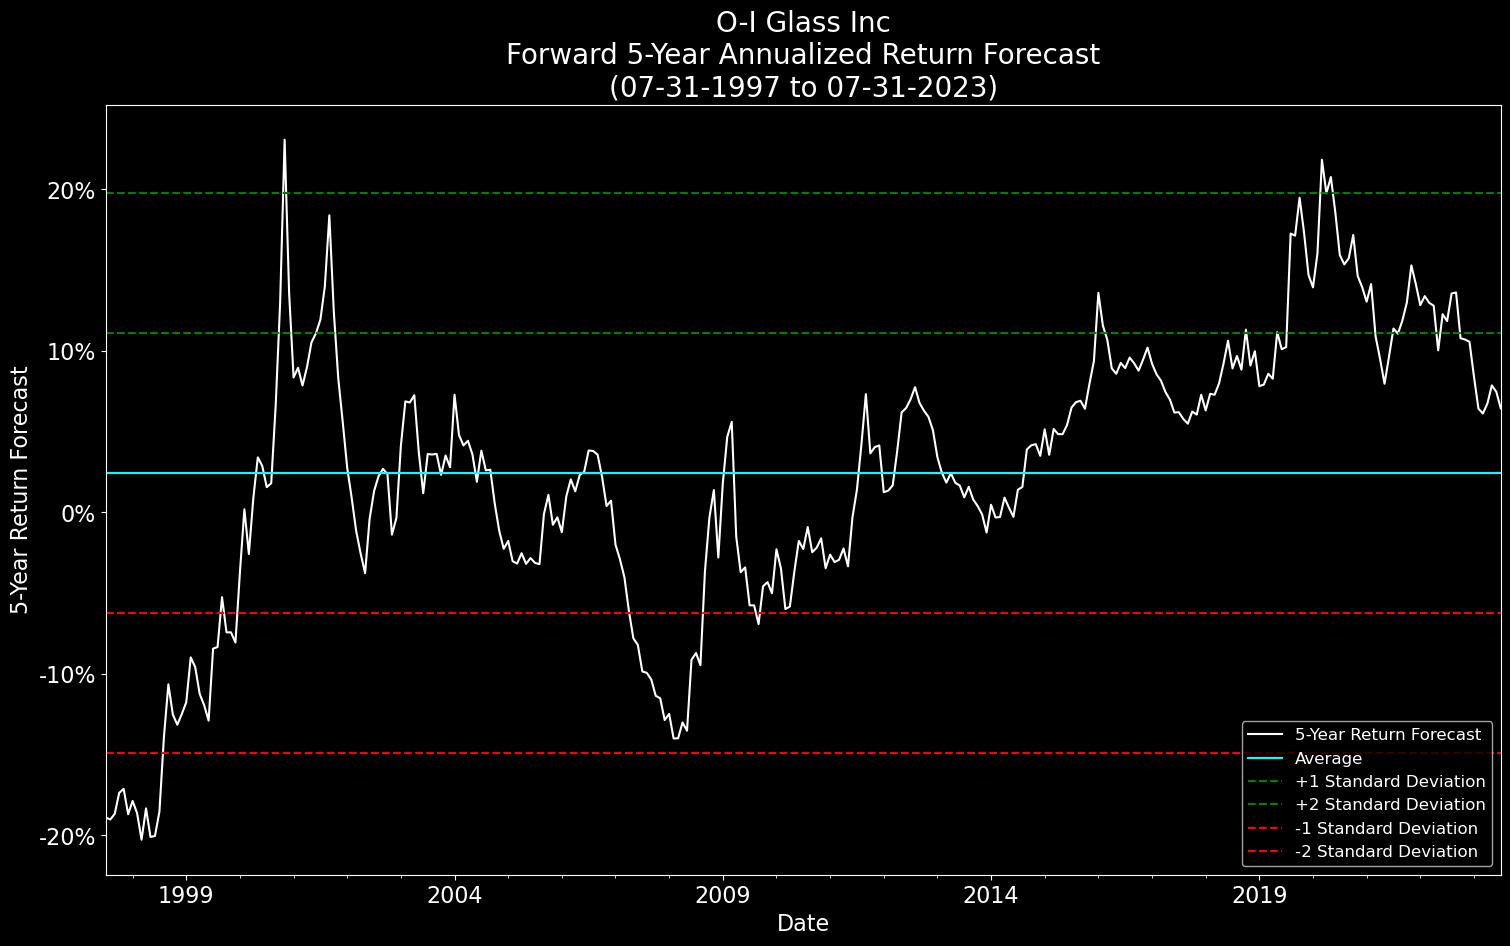 O-I Glass Inc
Forward 5-Year Annualized Return Forecast
(07-31-1997 to 07-31-2023)
5-Year Return Forecast
20%
10%
0%
-10%
-20%
5-Year Return Forecast
Average
+1 Standard Deviation
+2 Standard Deviation
-1 Standard Deviation
-2 Standard Deviation
1999 2004 2009 2014 2019
Date